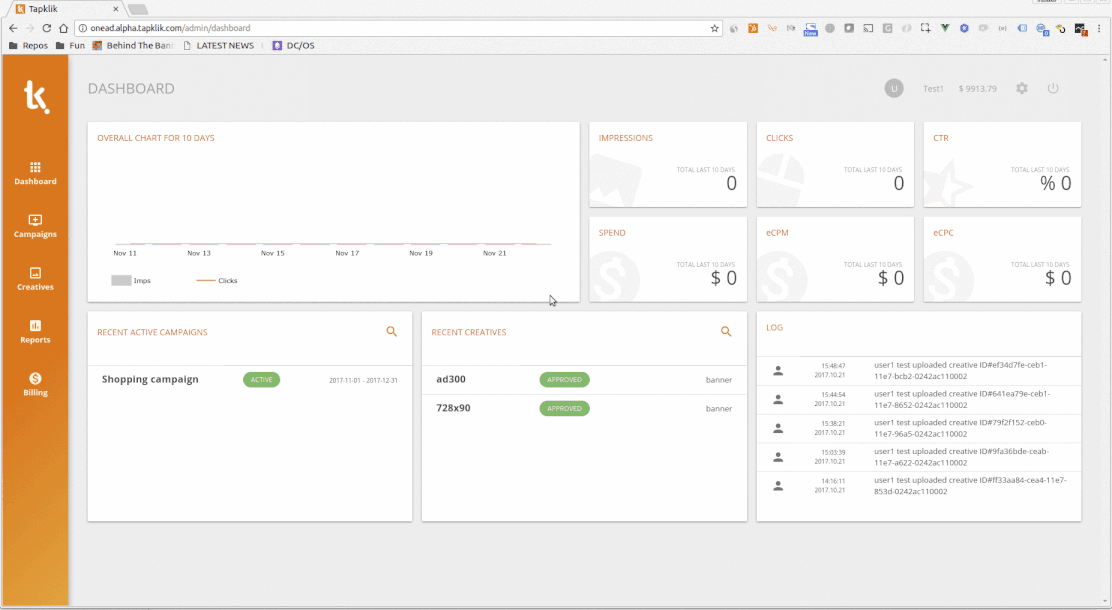 Tapklik
onead.alpha.tapklik.com/admin/dashboard
Repos Fun Behind The Ban LATEST NEWS DC/OS
DASHBOARD
U Test1 $ 9913.79
Dashboard
Campaigns
Creatives
Reports
Billing
OVERALL CHART FOR 10 DAYS
Nov 11 Nov 13 Nov 15 Nov 17 Nov 19 Nov 21
Imps Clicks
IMPRESSIONS
TOTAL LAST 10 DAYS
0
CLICKS
TOTAL LAST 10 DAYS
0
CTR
TOTAL LAST 10 DAYS
% 0
SPEND
TOTAL LAST 10 DAYS
$ 0
eCPM
TOTAL LAST 10 DAYS
$ 0
eCPC
TOTAL LAST 10 DAYS
$ 0
RECENT ACTIVE CAMPAIGNS
Shopping campaign ACTIVE 2017-11-01 - 2017-12-31
RECENT CREATIVES
ad300 APPROVED banner
728x90 APPROVED banner
LOG
15:48:47 user1 test uploaded creative ID#ef34d7fe-ceb1-
2017.10.21 11e7-bcb2-0242ac110002
15:44:54 user1 test uploaded creative ID#641ea79e-ceb1-
2017.10.21 11e7-8652-0242ac110002
15:38:21 user1 test uploaded creative ID#79f2f152-ceb0-
2017.10.21 11e7-96a5-0242ac110002
15:03:39 user1 test uploaded creative ID#9fa36bde-ceab-
2017.10.21 11e7-a622-0242ac110002
14:16:11 user1 test uploaded creative ID#ff33aa84-cea4-11e7-
2017.10.21 853d-0242ac110002